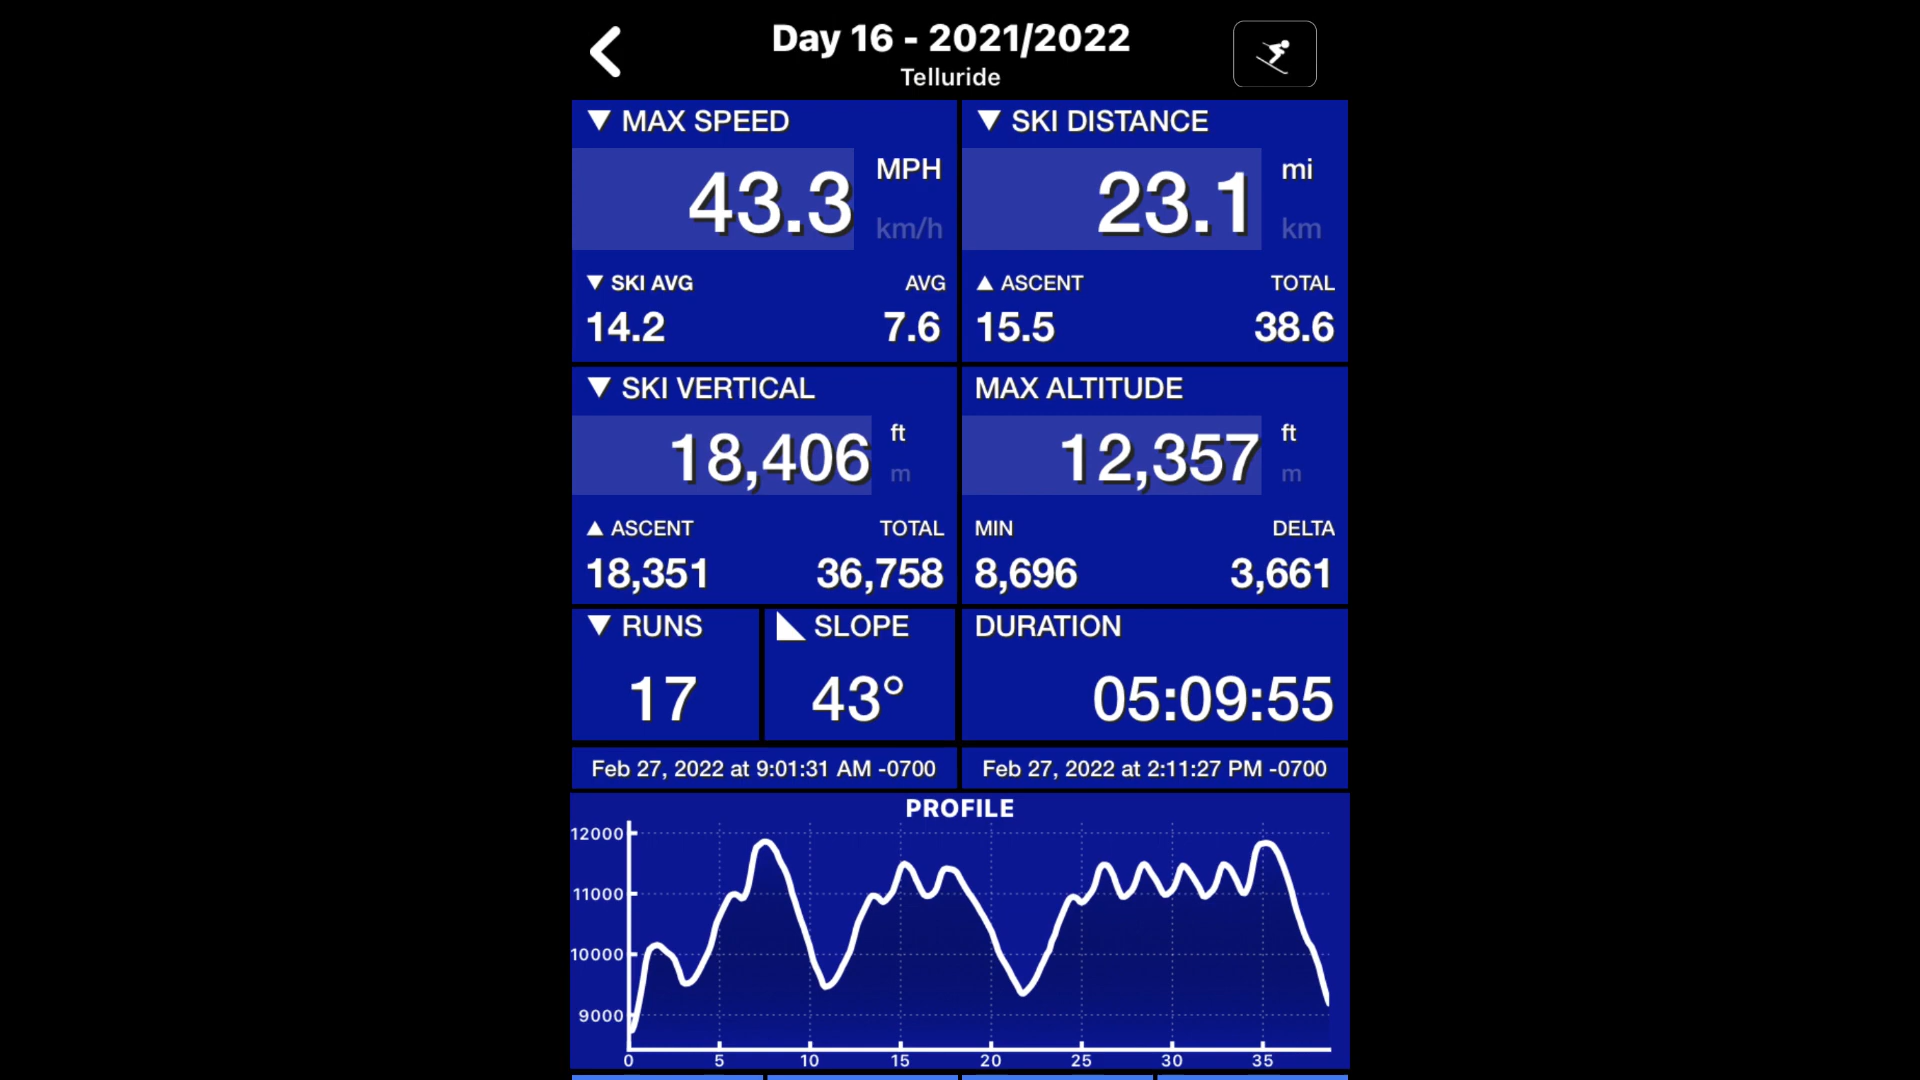 Day 16 - 2021/2022
Telluride
MAX SPEED
43.3 MPH
km/h
SKI AVG AVG
14.2 7.6
SKI DISTANCE
23.1 mi
km
ASCENT TOTAL
15.5 38.6
SKI VERTICAL
18,406 ft
m
ASCENT TOTAL
18,351 36,758
MAX ALTITUDE
12,357 ft
m
MIN DELTA
8,696 3,661
RUNS
17
SLOPE
43°
DURATION
05:09:55
Feb 27, 2022 at 9:01:31 AM -0700
Feb 27, 2022 at 2:11:27 PM -0700
PROFILE
12000
11000
10000
9000
0 5 10 15 20 25 30 35